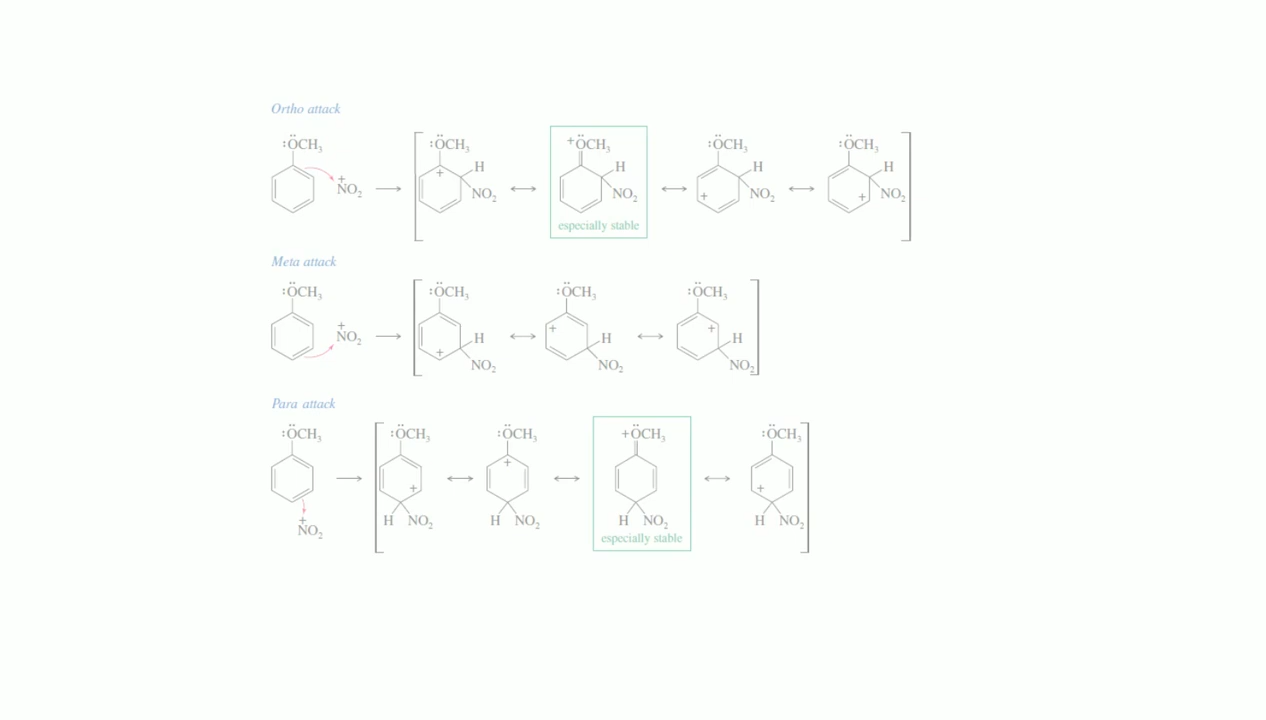 Ortho attack
:ÖCH₃ :ÖCH₃ +ÖCH₃ :ÖCH₃ :ÖCH₃
+ H H H H
+
NO₂ NO₂ NO₂ + NO₂ + NO₂
especially stable
Meta attack
:ÖCH₃ :ÖCH₃ :ÖCH₃ :ÖCH₃
+
NO₂ + H + H + H
NO₂ NO₂ NO₂
Para attack
:ÖCH₃ :ÖCH₃ :ÖCH₃ +ÖCH₃ :ÖCH₃
+ + +
+
NO₂ H NO₂ H NO₂ H NO₂ H NO₂
especially stable